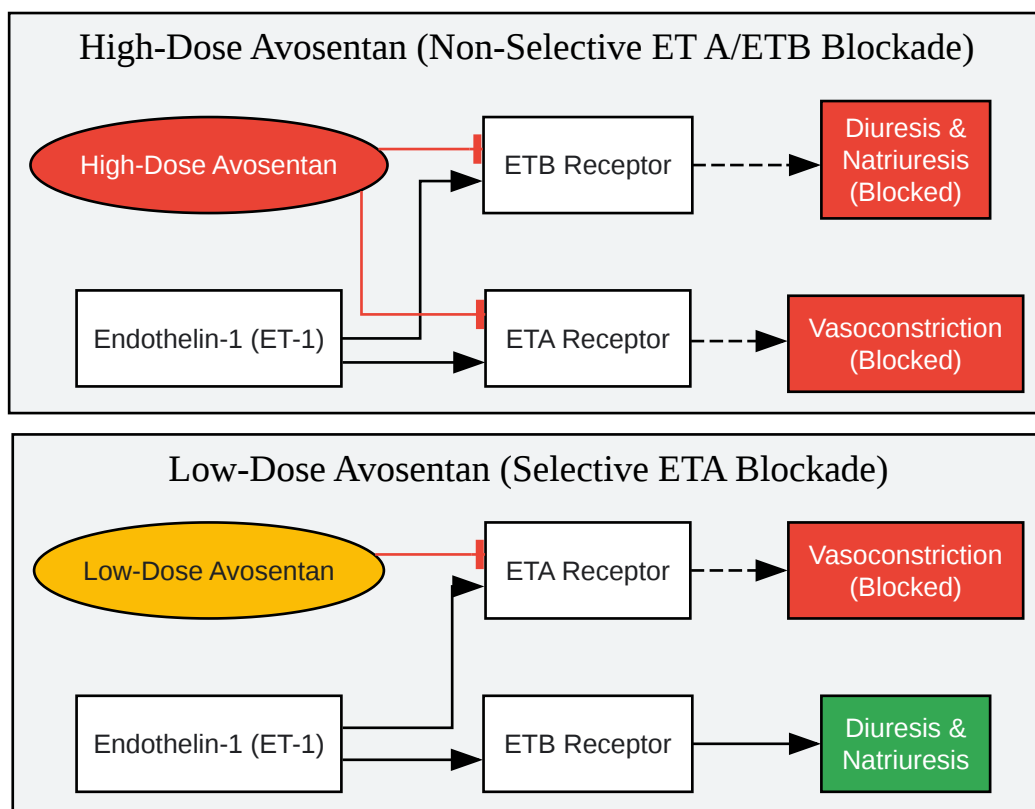 High-Dose Avosentan (Non-Selective ET A/ETB Blockade)
High-Dose Avosentan
ETB Receptor
Diuresis &
Natriuresis
(Blocked)
Endothelin-1 (ET-1)
ETA Receptor
Vasoconstriction
(Blocked)
Low-Dose Avosentan (Selective ETA Blockade)
Low-Dose Avosentan
ETA Receptor
Vasoconstriction
(Blocked)
Endothelin-1 (ET-1)
ETB Receptor
Diuresis &
Natriuresis